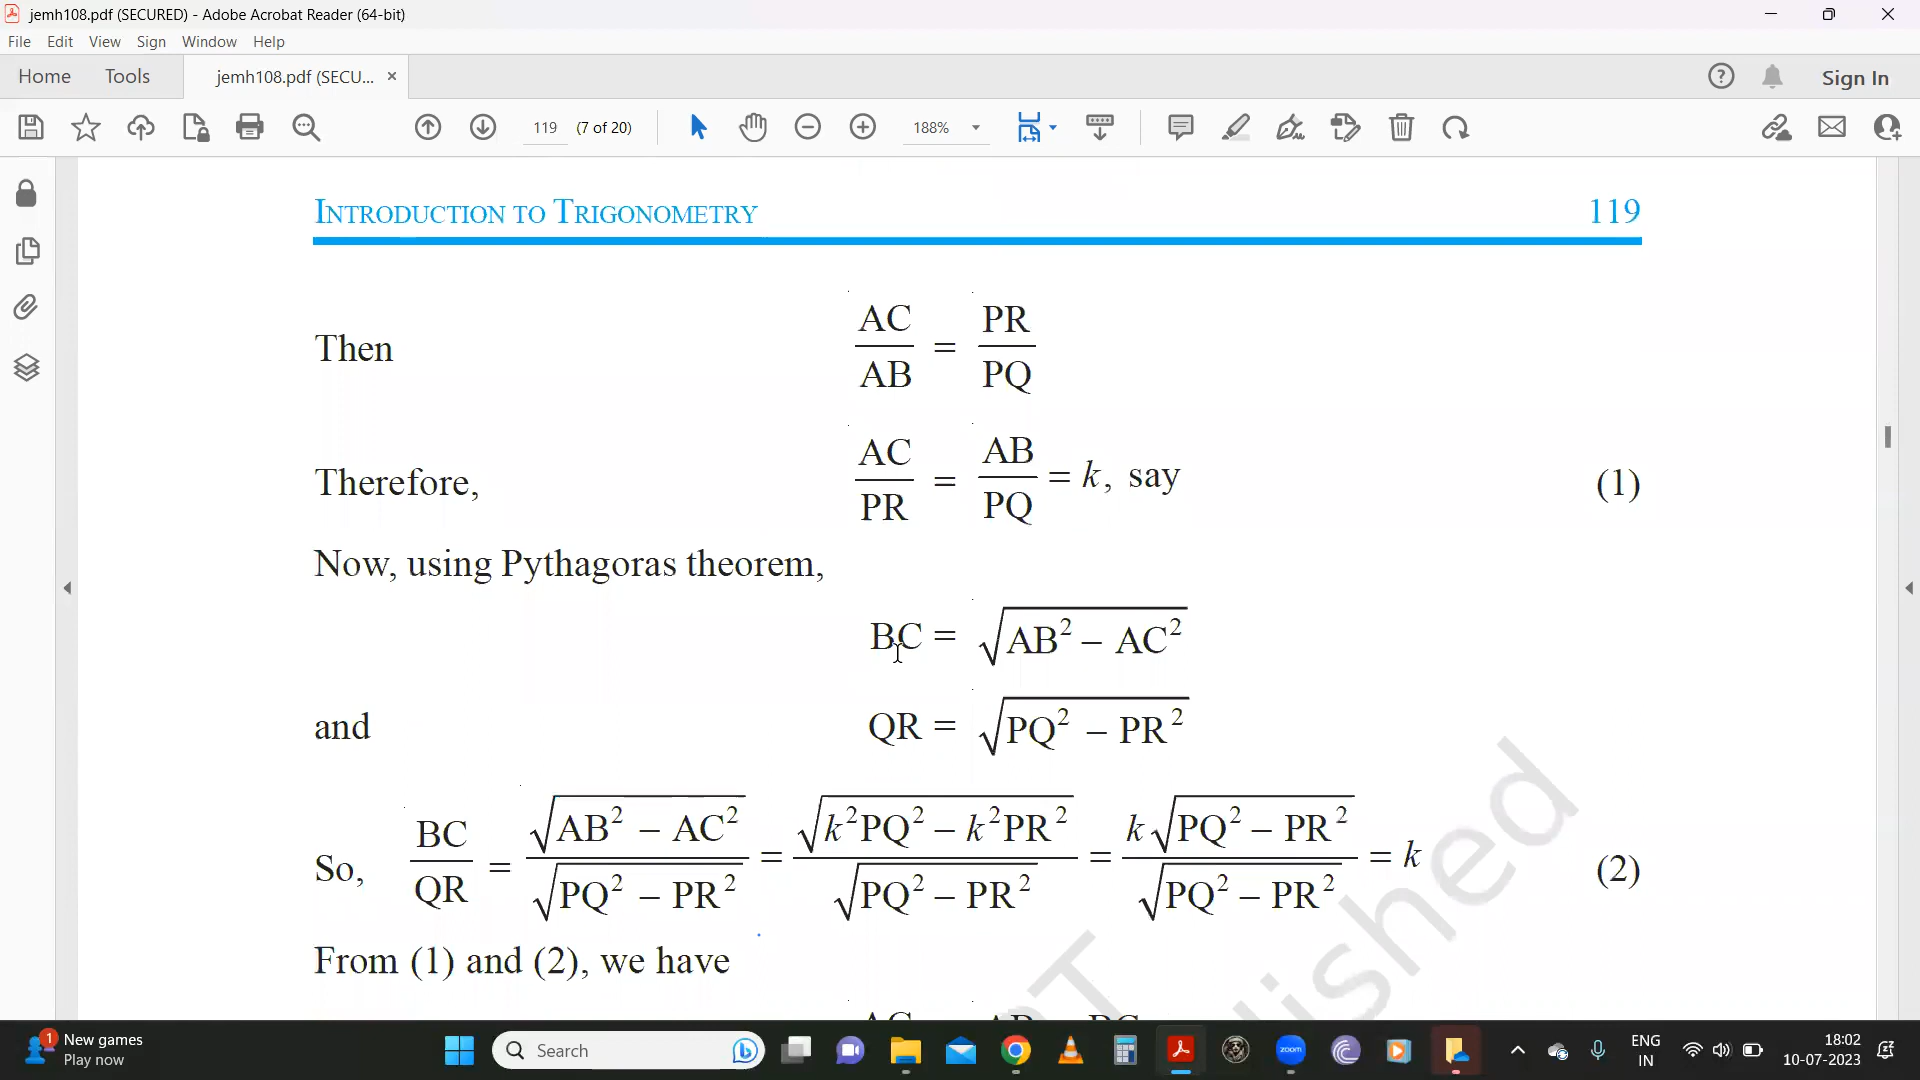 jemh108.pdf (SECURED) - Adobe Acrobat Reader (64-bit)
File Edit View Sign Window Help
Home Tools jemh108.pdf (SECU... × Sign In
119 (7 of 20) 188%
INTRODUCTION TO TRIGONOMETRY 119
Then AC/AB = PR/PQ
Therefore, AC/PR = AB/PQ = k, say (1)
Now, using Pythagoras theorem,
BC = √(AB² – AC²)
and QR = √(PQ² – PR²)
So, BC/QR = √(AB² – AC²)/√(PQ² – PR²) = √(k²PQ² – k²PR²)/√(PQ² – PR²) = k√(PQ² – PR²)/√(PQ² – PR²) = k (2)
From (1) and (2), we have
1 New games
Play now
Search
zoom
ENG
IN
18:02
10-07-2023